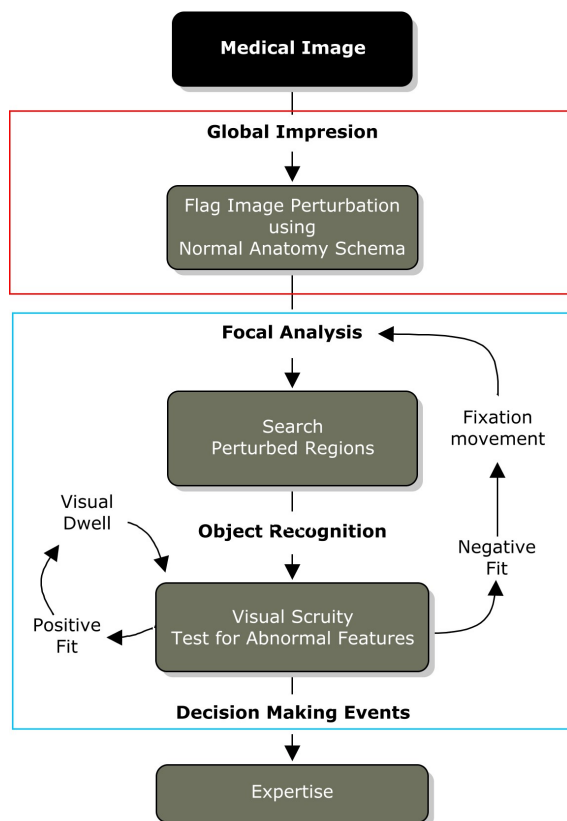 Medical Image
Global Impresion
Flag Image Perturbation
using
Normal Anatomy Schema
Focal Analysis
Search
Perturbed Regions
Fixation
movement
Visual
Dwell
Object Recognition
Negative
Fit
Positive
Fit
Visual Scruity
Test for Abnormal Features
Decision Making Events
Expertise